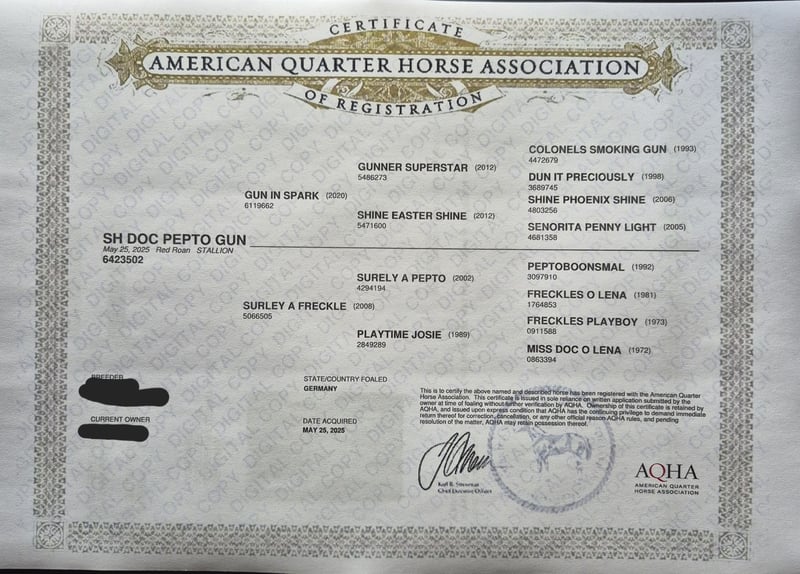 CERTIFICATE
AMERICAN QUARTER HORSE ASSOCIATION
OF REGISTRATION
COLONELS SMOKING GUN (1993)
4472679
GUNNER SUPERSTAR (2012)
5486273
DUN IT PRECIOUSLY (1998)
3689745
GUN IN SPARK (2020)
6119662
SHINE PHOENIX SHINE (2006)
4803256
SHINE EASTER SHINE (2012)
5471600
SENORITA PENNY LIGHT (2005)
4681358
SH DOC PEPTO GUN
May 25, 2025 Red Roan STALLION
6423502
PEPTOBOONSMAL (1992)
3097910
SURELY A PEPTO (2002)
4294194
FRECKLES O LENA (1981)
1764853
SURLEY A FRECKLE (2008)
5066505
FRECKLES PLAYBOY (1973)
0911588
PLAYTIME JOSIE (1989)
2849289
MISS DOC O LENA (1972)
0863394
BREEDER
CURRENT OWNER
STATE/COUNTRY FOALED
GERMANY
DATE ACQUIRED
MAY 25, 2025
This is to certify the above named and described horse has been registered with the American Quarter
Horse Association. This certificate is issued in sole reliance on written application submitted by the
owner at time of foaling without further verification by AQHA. Ownership of this certificate is retained by
AQHA, and issued upon express condition that AQHA has the continuing privilege to demand immediate
return thereof for correction, cancellation, or any other official reason AQHA rules, and pending
resolution of the matter, AQHA may retain possession thereof.
Karl R. Stressman
Chief Executive Officer
AQHA
AMERICAN QUARTER
HORSE ASSOCIATION
DIGITAL COPY